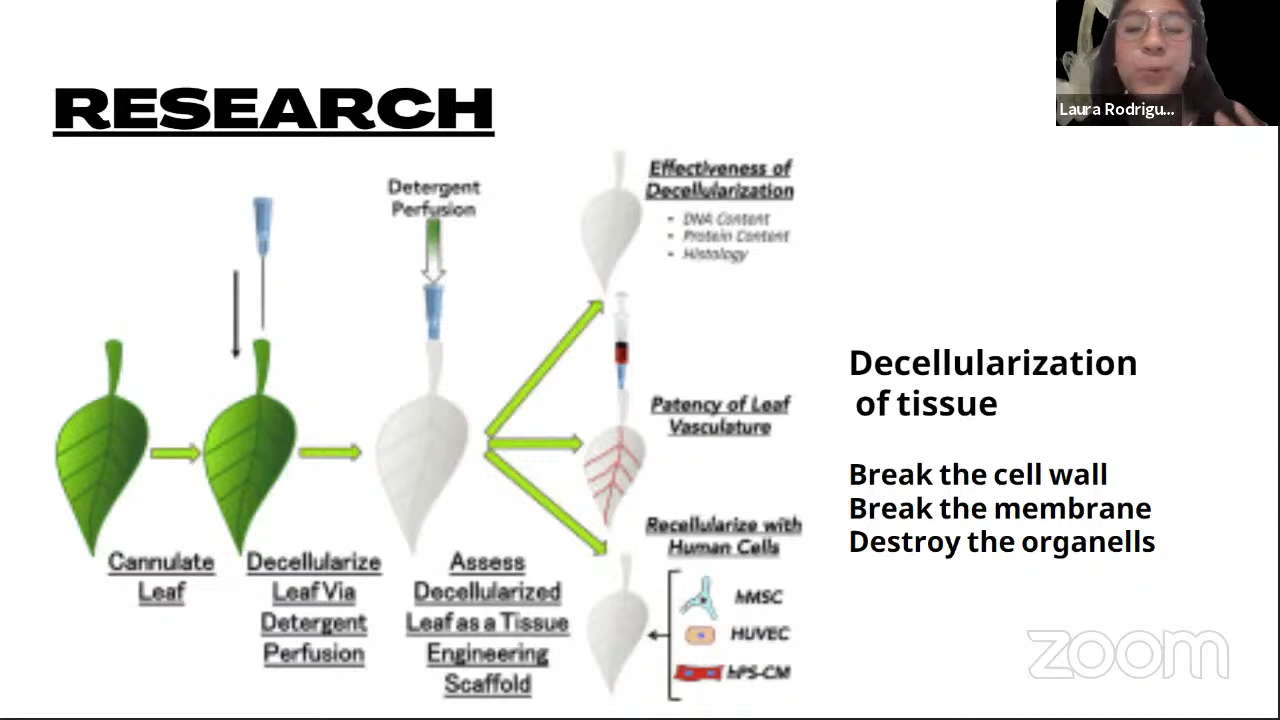 RESEARCH
Laura Rodrigu...
Detergent
Perfusion
Effectiveness of
Decellularization
• DNA Content
• Protein Content
• Histology
Patency of Leaf
Vasculature
Recellularize with
Human Cells
hMSC
HUVEC
hPS-CM
Cannulate
Leaf
Decellularize
Leaf Via
Detergent
Perfusion
Assess
Decellularized
Leaf as a Tissue
Engineering
Scaffold
Decellularization
of tissue
Break the cell wall
Break the membrane
Destroy the organells
zoom